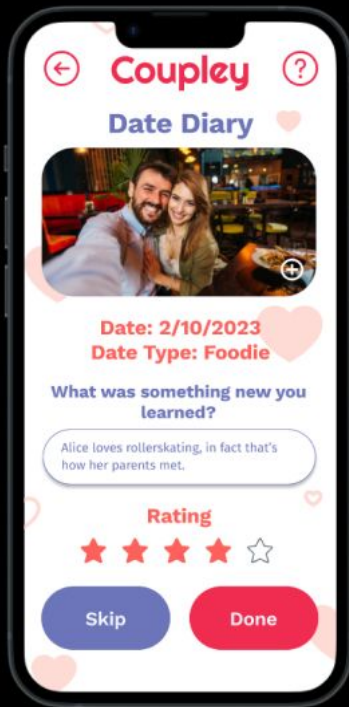 Coupley
?
Date Diary
Date: 2/10/2023
Date Type: Foodie
What was something new you
learned?
Alice loves rollerskating, in fact that's
how her parents met.
Rating
Skip
Done